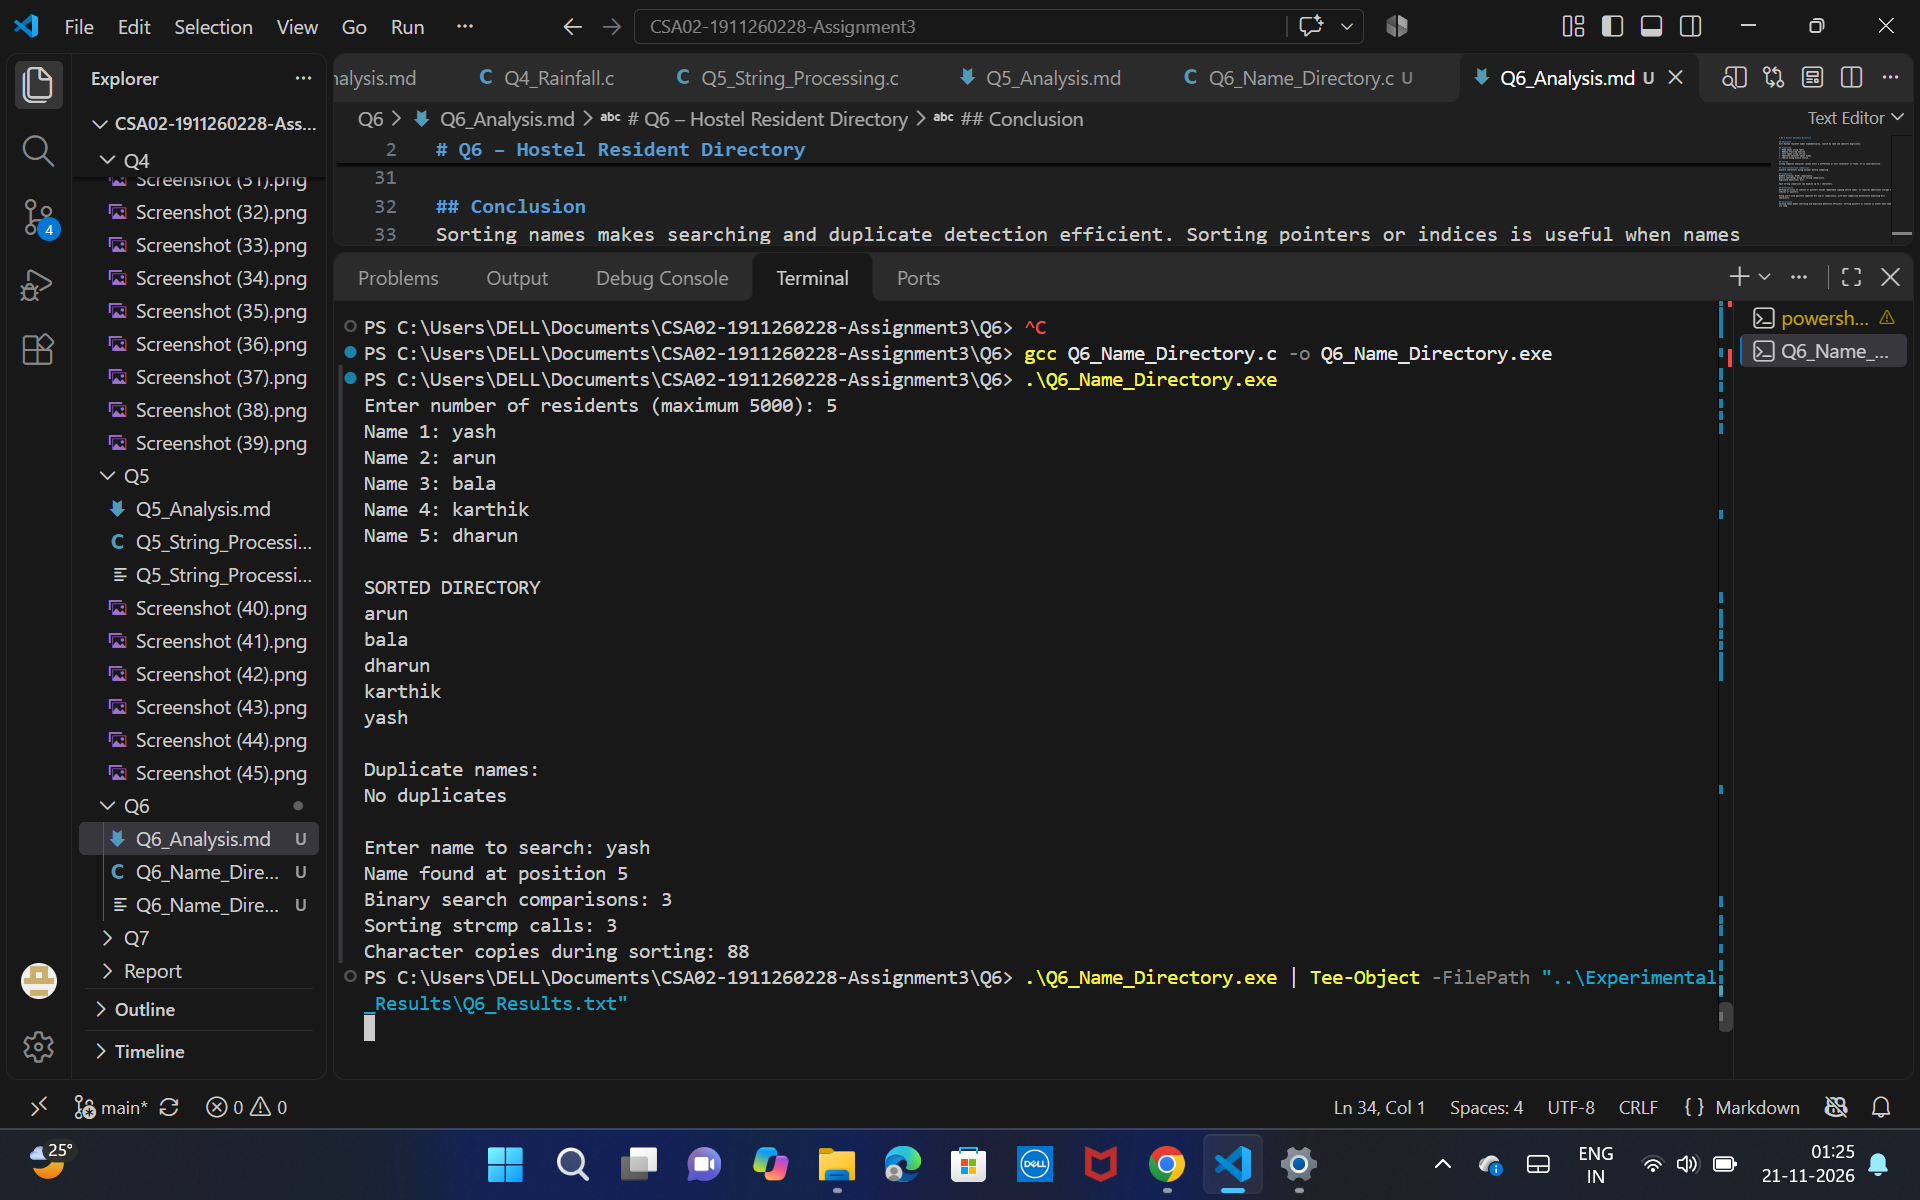 File Edit Selection View Go Run ···
CSA02-1911260228-Assignment3
Explorer
CSA02-1911260228-Ass...
Q4
Screenshot (31).png
Screenshot (32).png
Screenshot (33).png
Screenshot (34).png
Screenshot (35).png
Screenshot (36).png
Screenshot (37).png
Screenshot (38).png
Screenshot (39).png
Q5
Q5_Analysis.md
Q5_String_Processi...
Q5_String_Processi...
Screenshot (40).png
Screenshot (41).png
Screenshot (42).png
Screenshot (43).png
Screenshot (44).png
Screenshot (45).png
Q6
Q6_Analysis.md U
Q6_Name_Dire... U
Q6_Name_Dire... U
Q7
Report
Outline
Timeline
4
nalysis.md Q4_Rainfall.c Q5_String_Processing.c Q5_Analysis.md Q6_Name_Directory.c U Q6_Analysis.md U
Q6 > Q6_Analysis.md > # Q6 – Hostel Resident Directory > ## Conclusion
Text Editor
2 # Q6 – Hostel Resident Directory
31
32 ## Conclusion
33 Sorting names makes searching and duplicate detection efficient. Sorting pointers or indices is useful when names
Problems Output Debug Console Terminal Ports
powersh...
Q6_Name_...
PS C:\Users\DELL\Documents\CSA02-1911260228-Assignment3\Q6> ^C
PS C:\Users\DELL\Documents\CSA02-1911260228-Assignment3\Q6> gcc Q6_Name_Directory.c -o Q6_Name_Directory.exe
PS C:\Users\DELL\Documents\CSA02-1911260228-Assignment3\Q6> .\Q6_Name_Directory.exe
Enter number of residents (maximum 5000): 5
Name 1: yash
Name 2: arun
Name 3: bala
Name 4: karthik
Name 5: dharun
SORTED DIRECTORY
arun
bala
dharun
karthik
yash
Duplicate names:
No duplicates
Enter name to search: yash
Name found at position 5
Binary search comparisons: 3
Sorting strcmp calls: 3
Character copies during sorting: 88
PS C:\Users\DELL\Documents\CSA02-1911260228-Assignment3\Q6> .\Q6_Name_Directory.exe | Tee-Object -FilePath "..\Experimental
_Results\Q6_Results.txt"
main* 0 0
Ln 34, Col 1 Spaces: 4 UTF-8 CRLF { } Markdown
25°
DELL
ENG
IN
01:25
21-11-2026